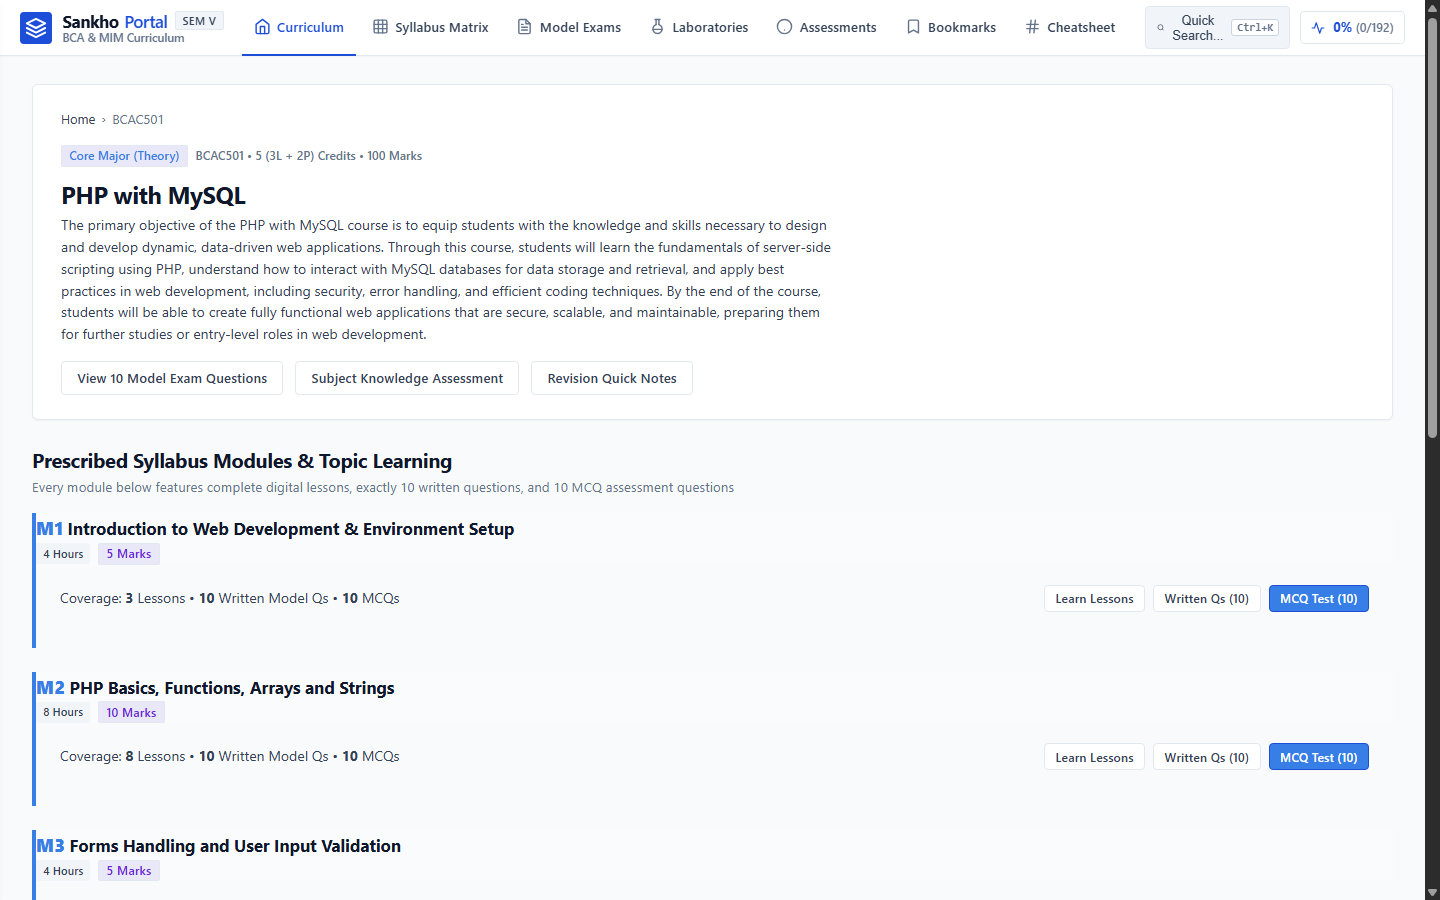 Sankho Portal SEM V
BCA & MIM Curriculum
Curriculum
Syllabus Matrix
Model Exams
Laboratories
Assessments
Bookmarks
Cheatsheet
Quick Search... Ctrl+K
0% (0/192)
Home › BCAC501
Core Major (Theory) BCAC501 • 5 (3L + 2P) Credits • 100 Marks
PHP with MySQL
The primary objective of the PHP with MySQL course is to equip students with the knowledge and skills necessary to design
and develop dynamic, data-driven web applications. Through this course, students will learn the fundamentals of server-side
scripting using PHP, understand how to interact with MySQL databases for data storage and retrieval, and apply best
practices in web development, including security, error handling, and efficient coding techniques. By the end of the course,
students will be able to create fully functional web applications that are secure, scalable, and maintainable, preparing them
for further studies or entry-level roles in web development.
View 10 Model Exam Questions
Subject Knowledge Assessment
Revision Quick Notes
Prescribed Syllabus Modules & Topic Learning
Every module below features complete digital lessons, exactly 10 written questions, and 10 MCQ assessment questions
M1 Introduction to Web Development & Environment Setup
4 Hours 5 Marks
Coverage: 3 Lessons • 10 Written Model Qs • 10 MCQs
Learn Lessons
Written Qs (10)
MCQ Test (10)
M2 PHP Basics, Functions, Arrays and Strings
8 Hours 10 Marks
Coverage: 8 Lessons • 10 Written Model Qs • 10 MCQs
Learn Lessons
Written Qs (10)
MCQ Test (10)
M3 Forms Handling and User Input Validation
4 Hours 5 Marks